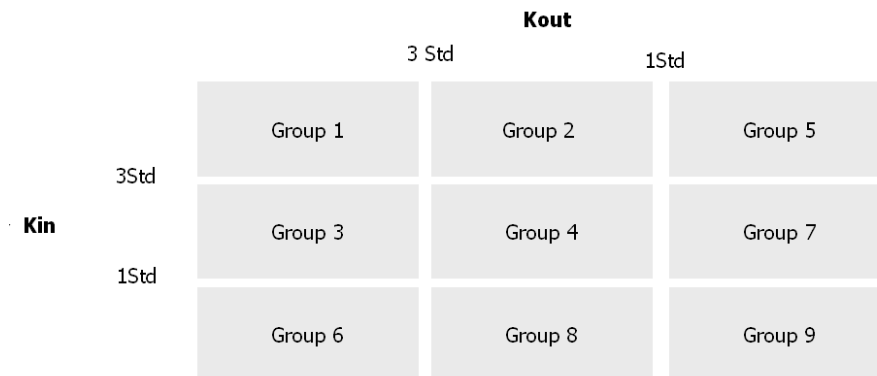 Kout
3 Std
1Std
Group 1
Group 2
Group 5
3Std
Kin
Group 3
Group 4
Group 7
1Std
Group 6
Group 8
Group 9